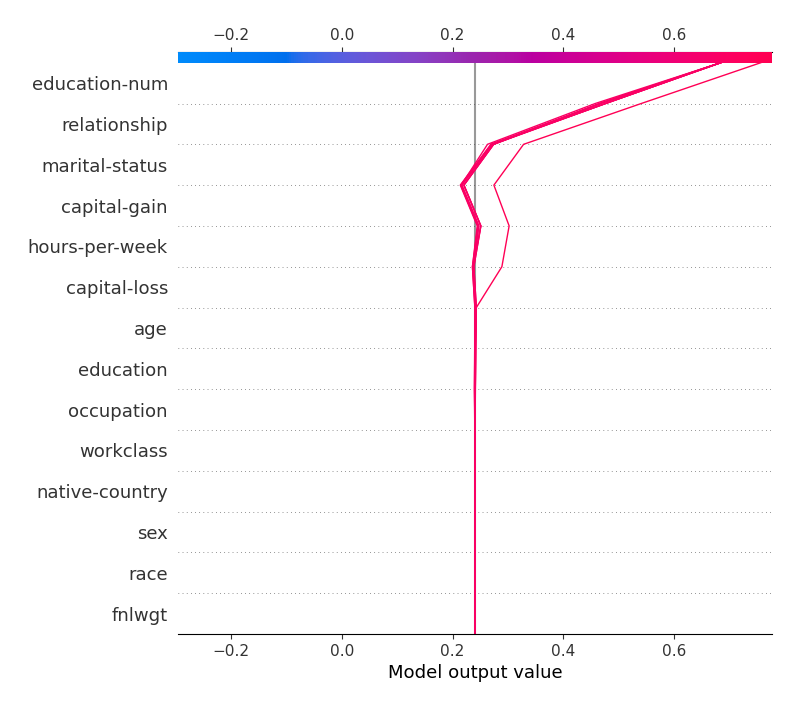 −0.2 0.0 0.2 0.4 0.6
education-num
relationship
marital-status
capital-gain
hours-per-week
capital-loss
age
education
occupation
workclass
native-country
sex
race
fnlwgt
−0.2 0.0 0.2 0.4 0.6
Model output value